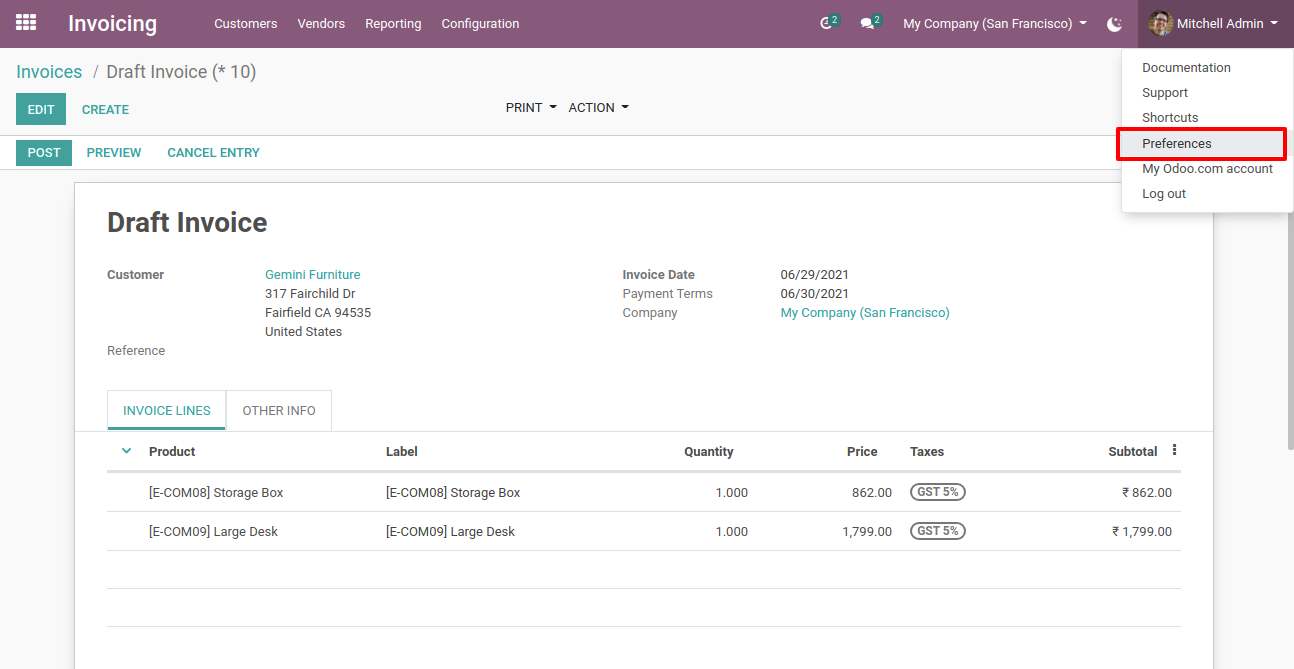 Invoicing Customers Vendors Reporting Configuration 2 2 My Company (San Francisco) Mitchell Admin
Documentation
Support
Shortcuts
Preferences
My Odoo.com account
Log out
Invoices / Draft Invoice (* 10)
EDIT CREATE PRINT ACTION
POST PREVIEW CANCEL ENTRY
Draft Invoice
Customer Gemini Furniture Invoice Date 06/29/2021
317 Fairchild Dr Payment Terms 06/30/2021
Fairfield CA 94535 Company My Company (San Francisco)
United States
Reference
INVOICE LINES OTHER INFO
Product Label Quantity Price Taxes Subtotal
[E-COM08] Storage Box [E-COM08] Storage Box 1.000 862.00 GST 5% ₹ 862.00
[E-COM09] Large Desk [E-COM09] Large Desk 1.000 1,799.00 GST 5% ₹ 1,799.00